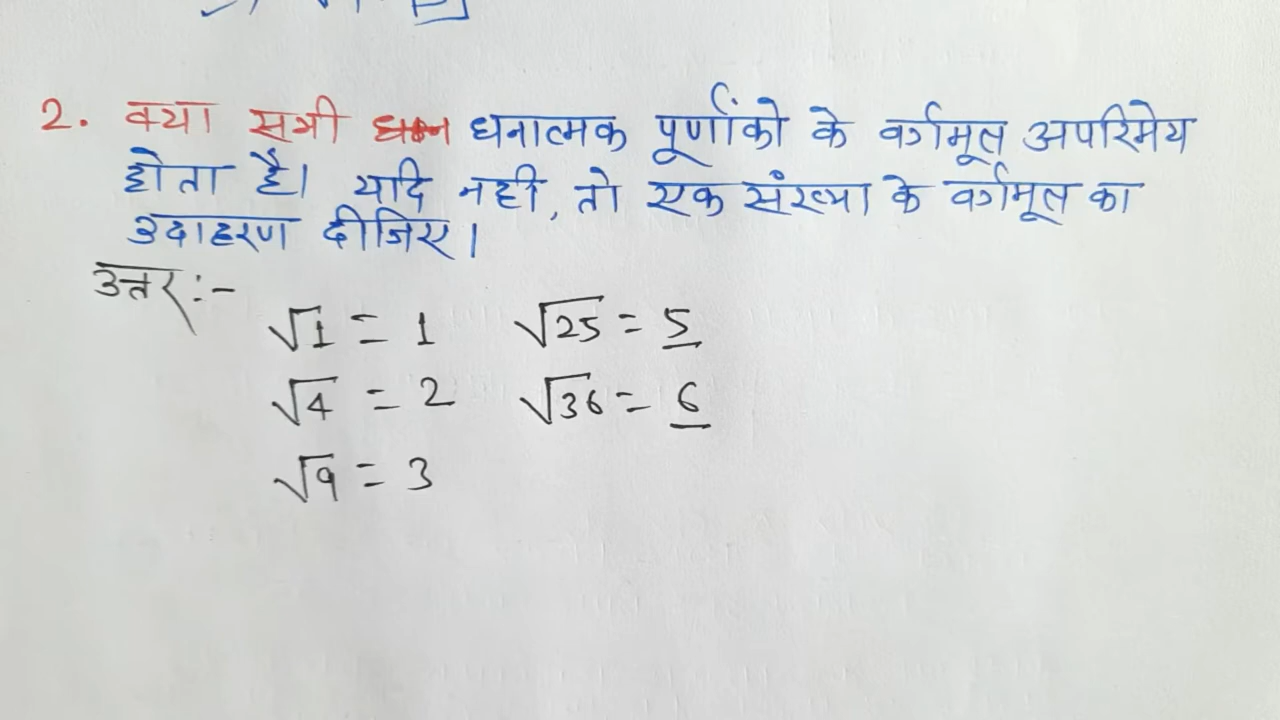 2. क्या सभी धनात्मक पूर्णांको के वर्गमूल अपरिमेय
होता है। यदि नही, तो एक संख्या के वर्गमूल का
उदाहरण दीजिए।
उत्तर:-
√1 = 1 √25 = 5
√4 = 2 √36 = 6
√9 = 3